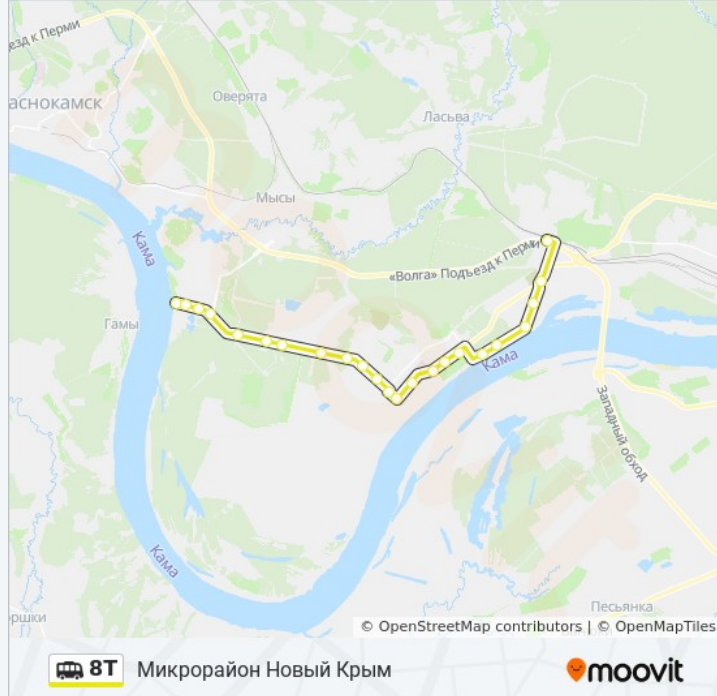 ъезд к Перми
Оверята
аснокамск
Ласьва
Мысы
Кама
«Волга» Подъезд к Перми
Гамы
Кама
Западный обход
Кама
Песьянка
ршки
© OpenStreetMap contributors | © OpenMapTiles
8T Микрорайон Новый Крым
moovit